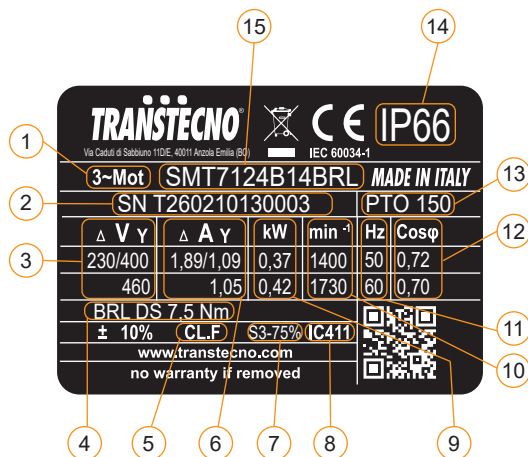 15
14
TRANSTECNO®
CE
IP66
Via Caduti di Sabbiuno 11D/E, 40011 Anzola Emilia (BO)
IEC 60034-1
1
3~Mot
SMT7124B14BRL
MADE IN ITALY
13
2
SN T260210130003
PTO 150
Δ V Y
Δ A Y
kW
min -1
Hz
Cosφ
12
3
230/400
1,89/1,09
0,37
1400
50
0,72
460
1,05
0,42
1730
60
0,70
BRL DS 7,5 Nm
11
± 10%
CL.F
S3-75%
IC411
www.transtecno.com
10
no warranty if removed
4
5
6
7
8
9